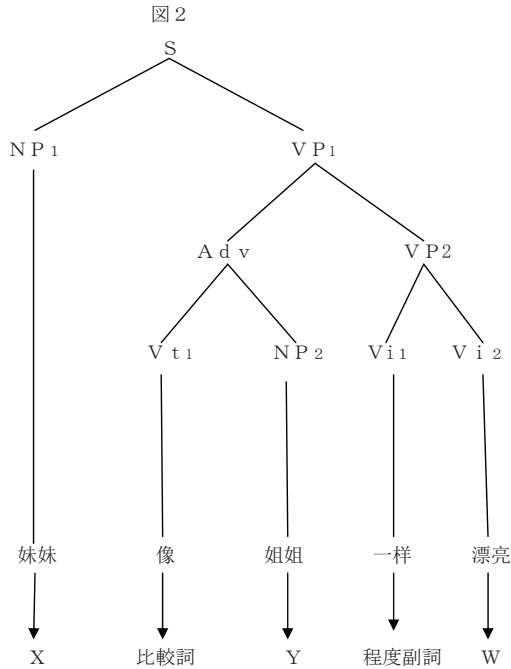 図２
S
ＮＰ₁
ＶＰ₁
Ａｄｖ
ＶＰ2
Ｖｔ₁
ＮＰ₂
Ｖi₁
Ｖｉ₂
妹妹
像
姐姐
一样
漂亮
X
比較詞
Y
程度副詞
W